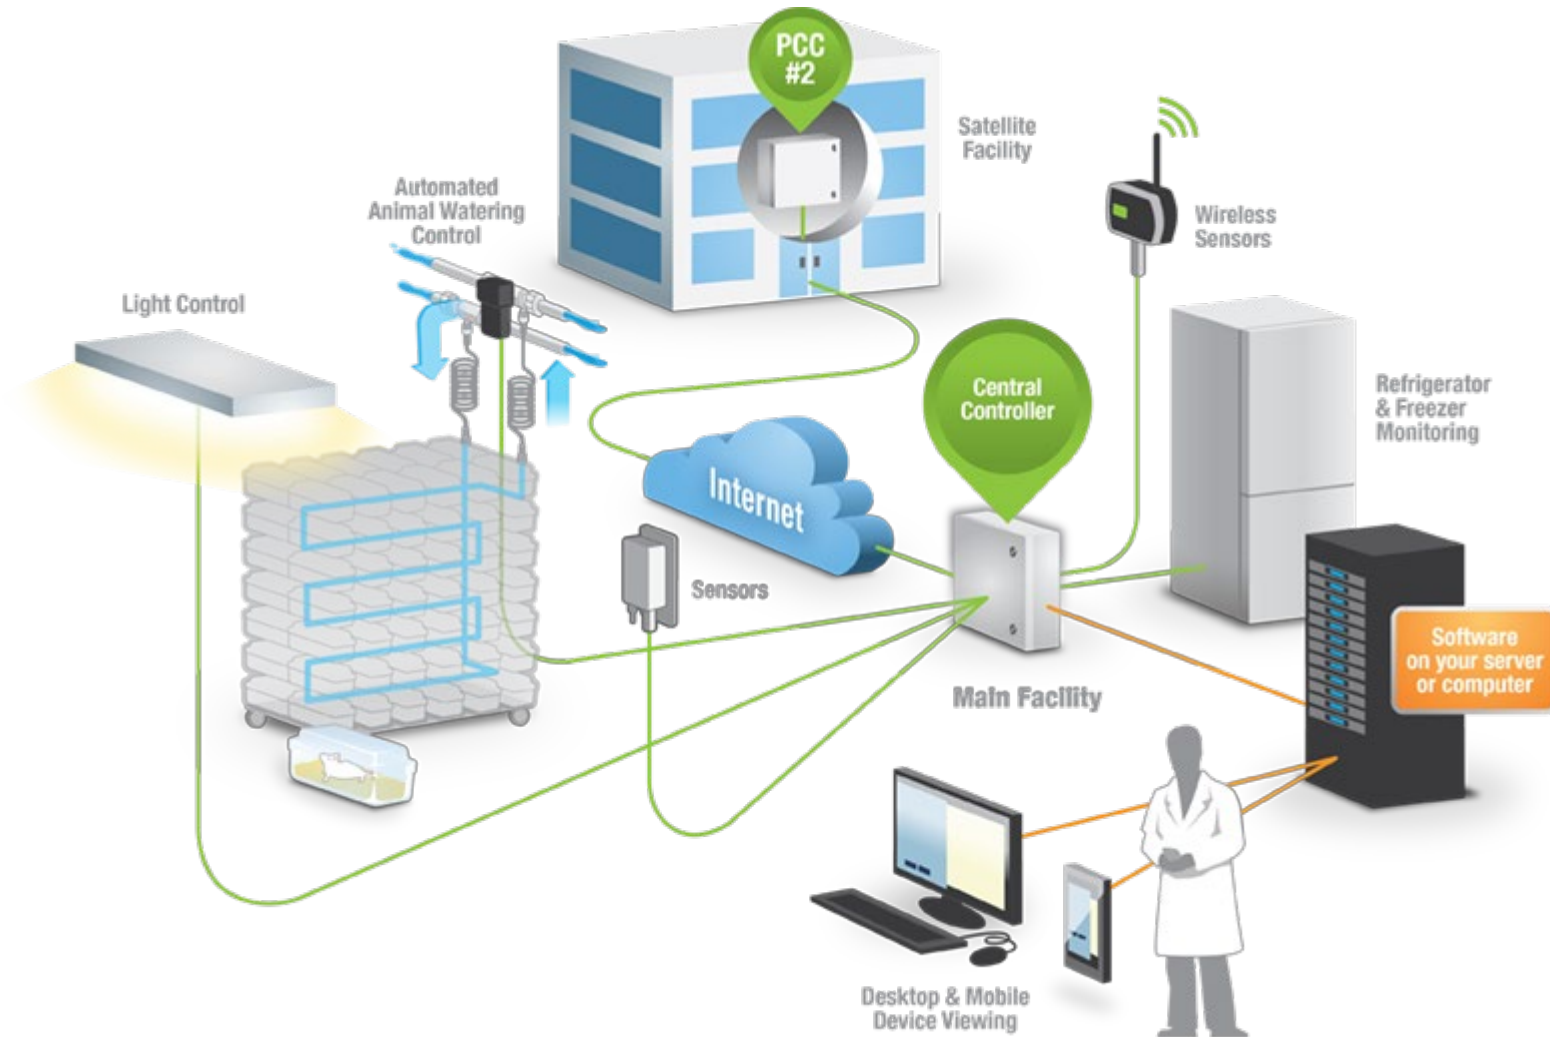 PCC
#2
Satellite
Facility
Automated
Animal Watering
Control
Wireless
Sensors
Light Control
Central
Controller
Refrigerator
& Freezer
Monitoring
Internet
Sensors
Software
on your server
or computer
Main Facility
Desktop & Mobile
Device Viewing